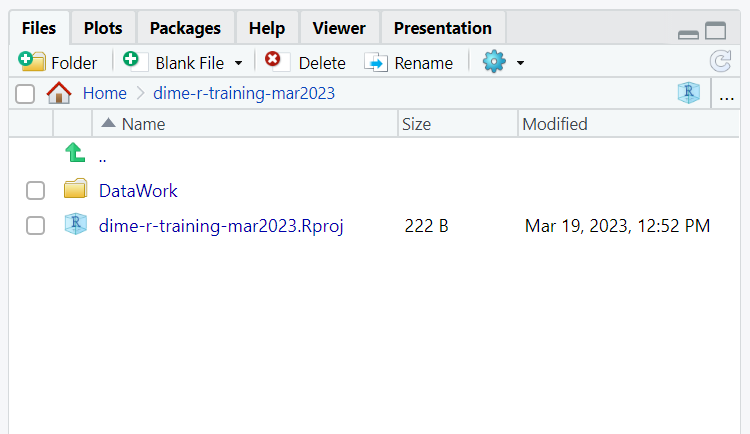 Files Plots Packages Help Viewer Presentation
Folder Blank File Delete Rename
Home dime-r-training-mar2023 R ...
Name Size Modified
..
DataWork
R dime-r-training-mar2023.Rproj 222 B Mar 19, 2023, 12:52 PM